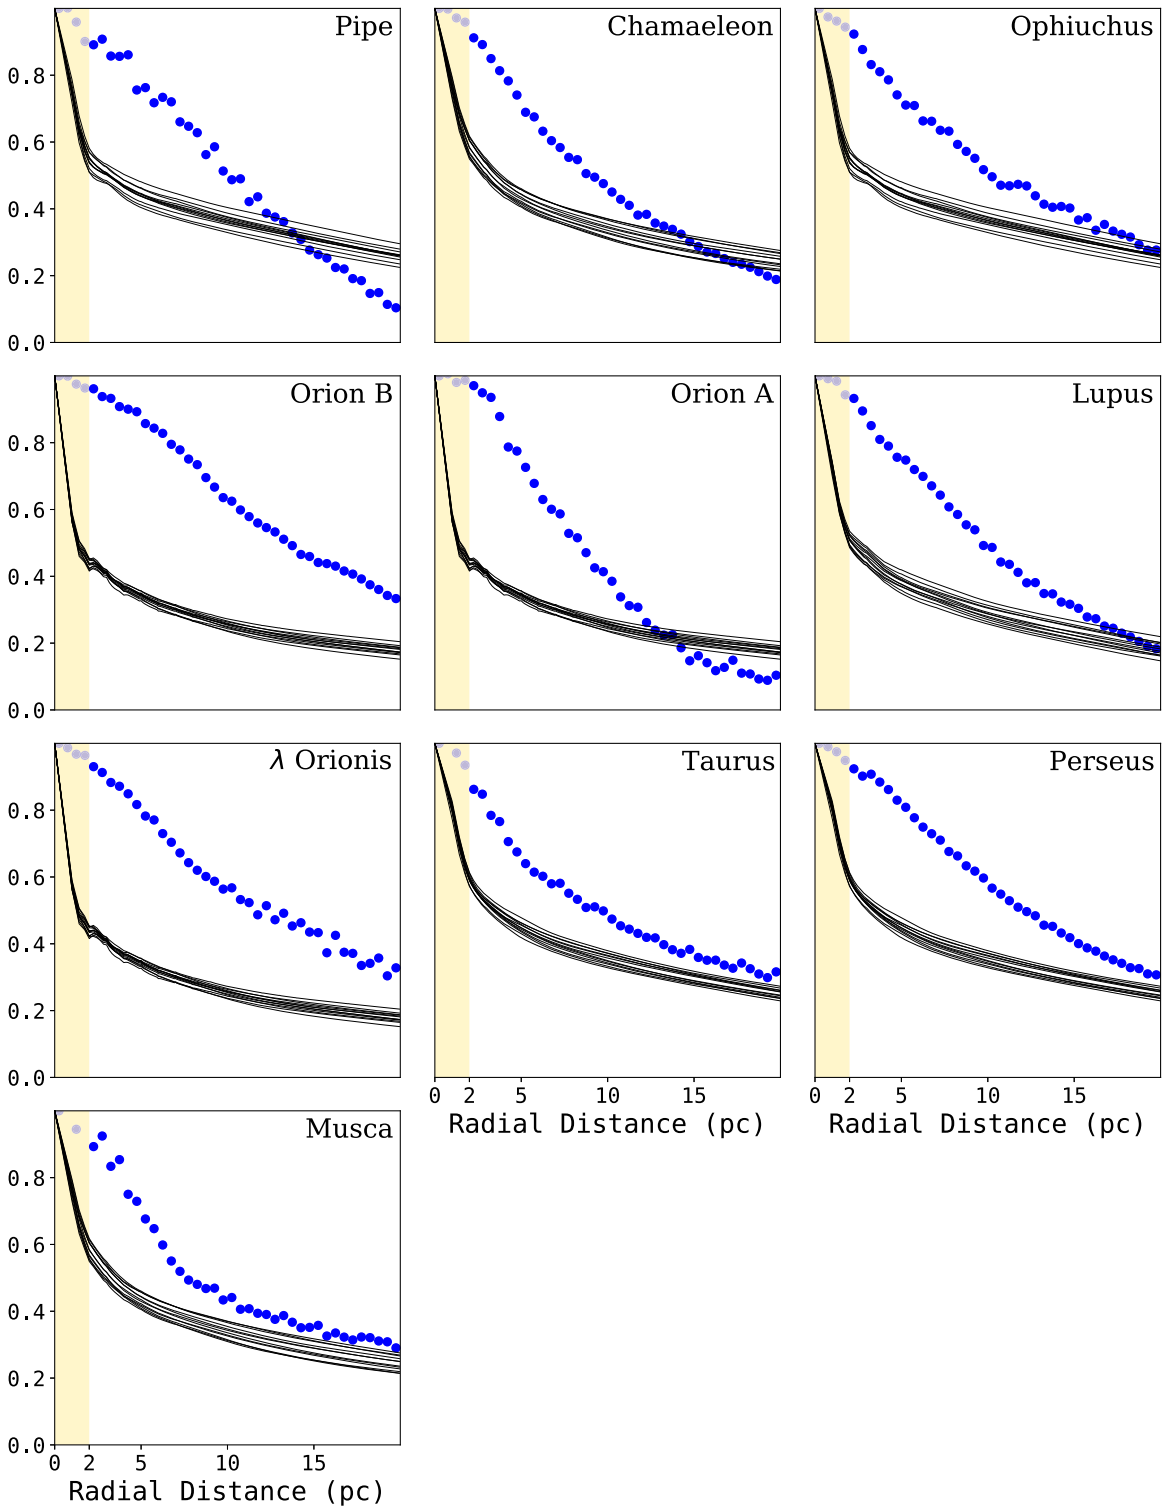 Pipe
Chamaeleon
Ophiuchus
0.8
0.6
0.4
0.2
0.0
Orion B
Orion A
Lupus
0.8
0.6
0.4
0.2
0.0
λ Orionis
Taurus
Perseus
0.8
0.6
0.4
0.2
0.0
0 2 5 10 15
0 2 5 10 15
Radial Distance (pc)
Radial Distance (pc)
Musca
0.8
0.6
0.4
0.2
0.0
0 2 5 10 15
Radial Distance (pc)